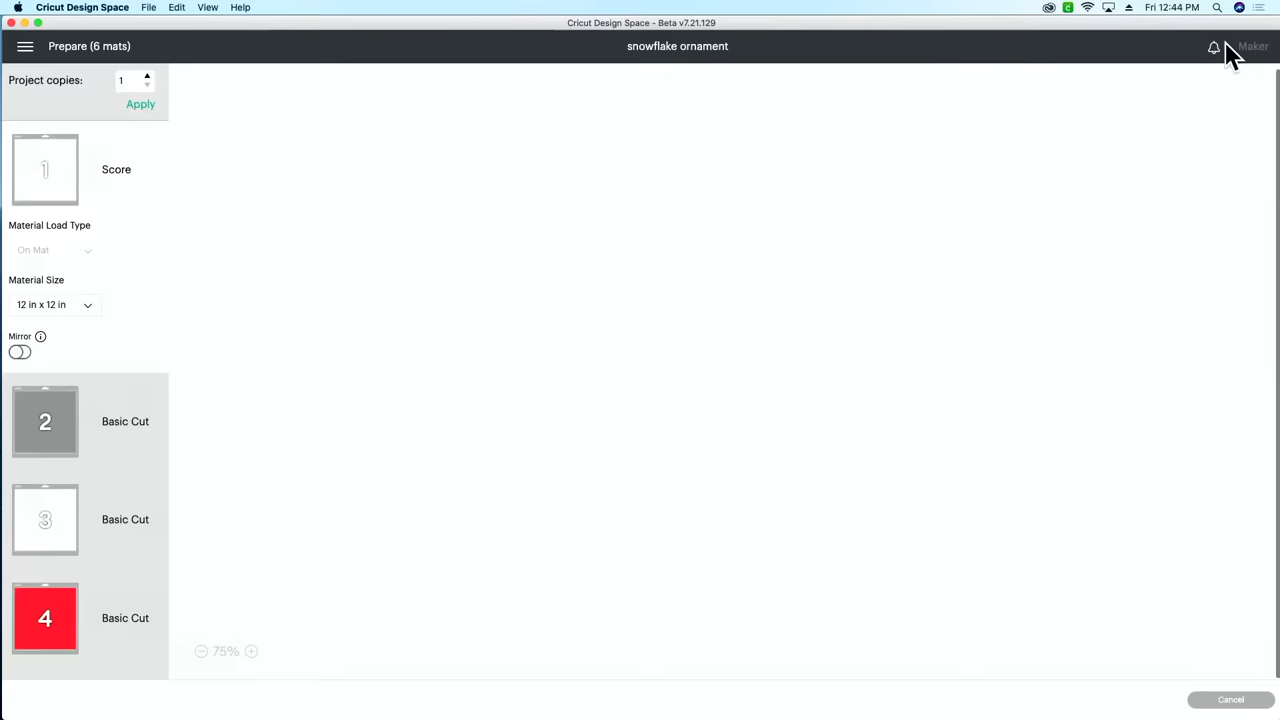 Cricut Design Space File Edit View Help Fri 12:44 PM
Cricut Design Space - Beta v7.21.129
Prepare (6 mats) snowflake ornament Maker
Project copies: 1
Apply
1 Score
Material Load Type
On Mat
Material Size
12 in x 12 in
Mirror
2 Basic Cut
3 Basic Cut
4 Basic Cut
75%
Cancel